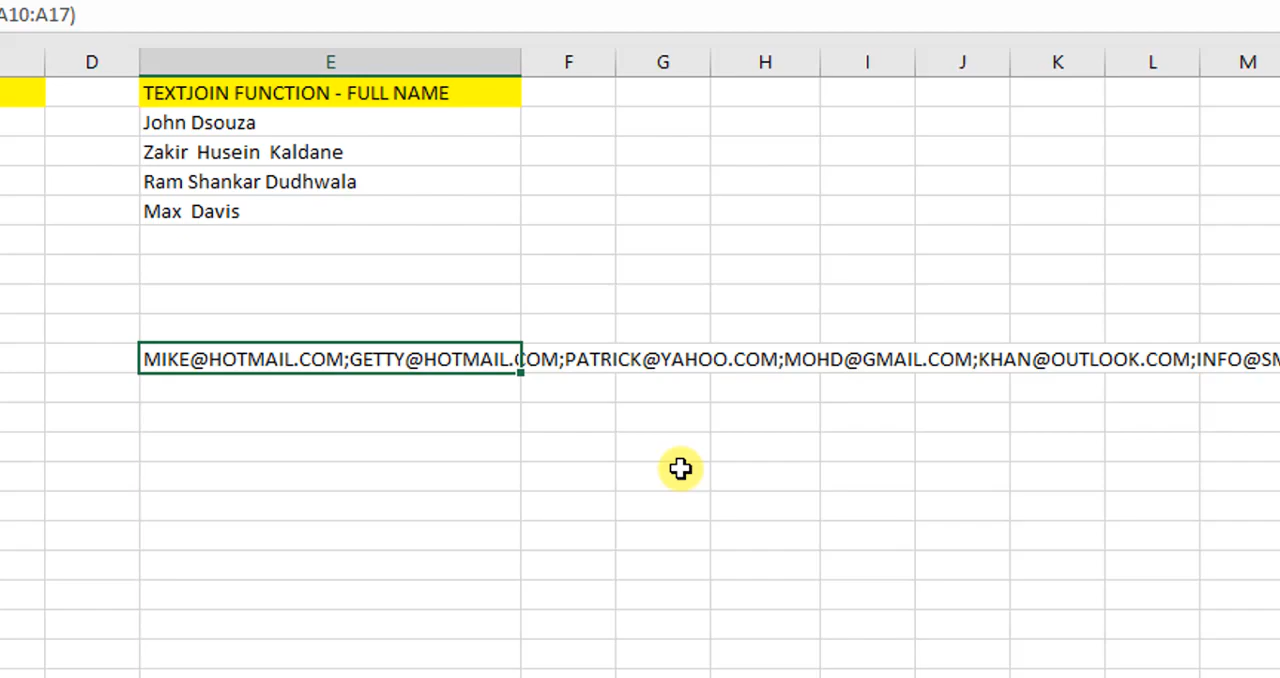 A10:A17)
D E F G H I J K L M
TEXTJOIN FUNCTION - FULL NAME
John Dsouza
Zakir  Husein  Kaldane
Ram Shankar Dudhwala
Max  Davis
MIKE@HOTMAIL.COM;GETTY@HOTMAIL.COM;PATRICK@YAHOO.COM;MOHD@GMAIL.COM;KHAN@OUTLOOK.COM;INFO@SM